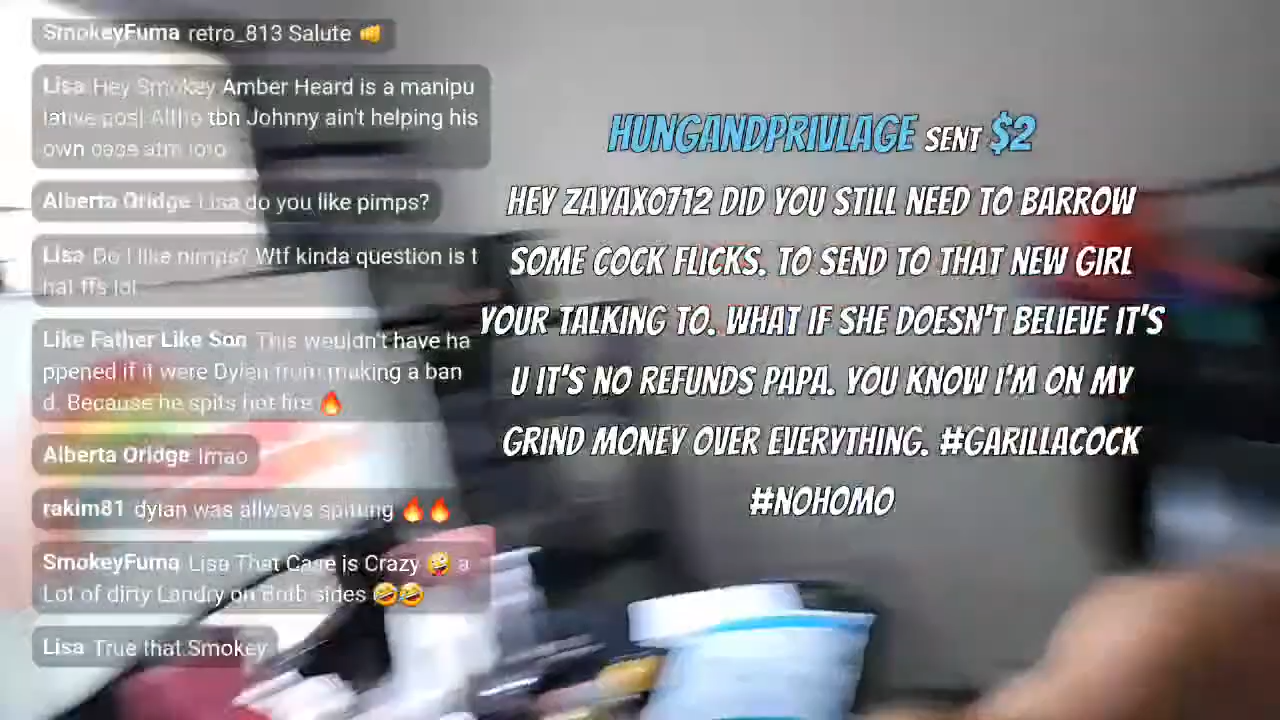 SmokeyFuma retro_813 Salute 👊
Lisa Hey Smokey Amber Heard is a manipu
lative pos! Altho tbh Johnny ain't helping his
own case atm lolo
Alberta Oridge Lisa do you like pimps?
Lisa Do I like pimps? Wtf kinda question is t
hat ffs lol
Like Father Like Son This wouldn't have ha
ppened if it were Dylan from making a ban
d. Because he spits hot fire 🔥
Alberta Oridge lmao
rakim81 dylan was allways spitting 🔥🔥
SmokeyFuma Lisa That Case is Crazy 🤪 a
Lot of dirty Landry on Both sides 🤣🤣
Lisa True that Smokey
HUNGANDPRIVLAGE SENT $2
HEY ZAYAX0712 DID YOU STILL NEED TO BARROW
SOME COCK FLICKS. TO SEND TO THAT NEW GIRL
YOUR TALKING TO. WHAT IF SHE DOESN'T BELIEVE IT'S
U IT'S NO REFUNDS PAPA. YOU KNOW I'M ON MY
GRIND MONEY OVER EVERYTHING. #GARILLACOCK
#NOHOMO